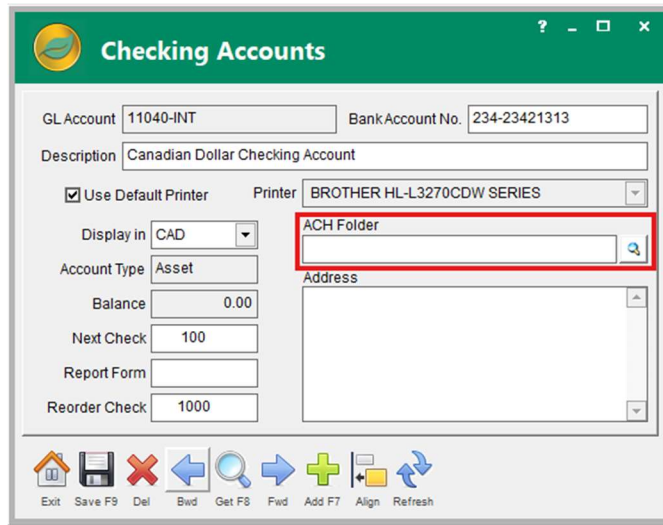 ? _ □ ×
Checking Accounts
GL Account 11040-INT Bank Account No. 234-23421313
Description Canadian Dollar Checking Account
Use Default Printer Printer BROTHER HL-L3270CDW SERIES
Display in CAD ACH Folder
Account Type Asset Address
Balance 0.00
Next Check 100
Report Form
Reorder Check 1000
Exit Save F9 Del Bwd Get F8 Fwd Add F7 Align Refresh